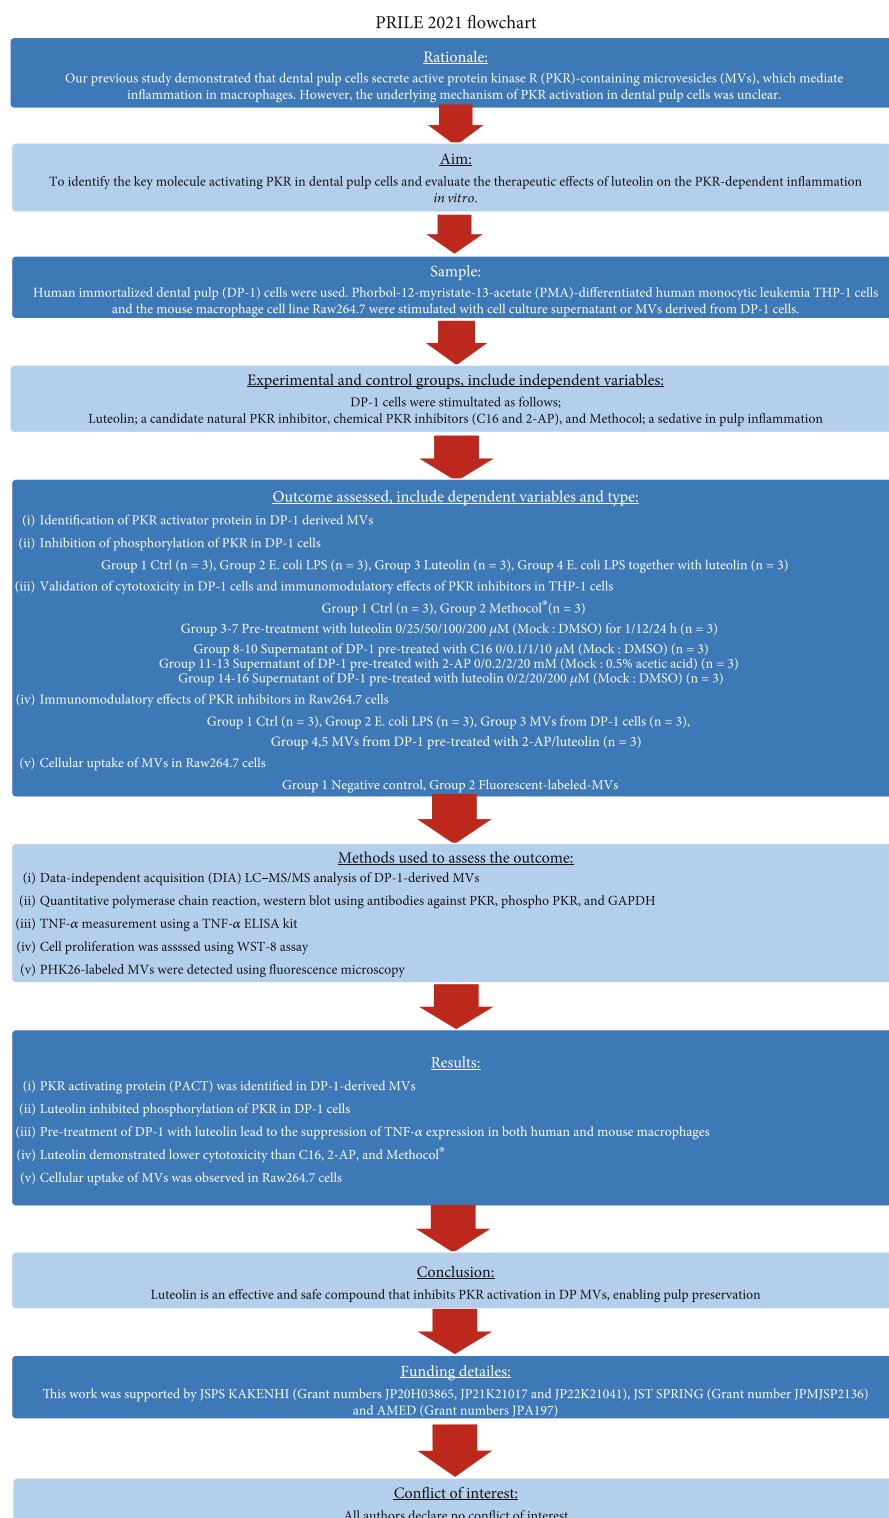 PRILE 2021 flowchart
Rationale:
Our previous study demonstrated that dental pulp cells secrete active protein kinase R (PKR)-containing microvesicles (MVs), which mediate
inflammation in macrophages. However, the underlying mechanism of PKR activation in dental pulp cells was unclear.
Aim:
To identify the key molecule activating PKR in dental pulp cells and evaluate the therapeutic effects of luteolin on the PKR-dependent inflammation
in vitro.
Sample:
Human immortalized dental pulp (DP-1) cells were used. Phorbol-12-myristate-13-acetate (PMA)-differentiated human monocytic leukemia THP-1 cells
and the mouse macrophage cell line Raw264.7 were stimulated with cell culture supernatant or MVs derived from DP-1 cells.
Experimental and control groups, include independent variables:
DP-1 cells were stimultated as follows;
Luteolin; a candidate natural PKR inhibitor, chemical PKR inhibitors (C16 and 2-AP), and Methocol; a sedative in pulp inflammation
Outcome assessed, include dependent variables and type:
(i) Identification of PKR activator protein in DP-1 derived MVs
(ii) Inhibition of phosphorylation of PKR in DP-1 cells
Group 1 Ctrl (n = 3), Group 2 E. coli LPS (n = 3), Group 3 Luteolin (n = 3), Group 4 E. coli LPS together with luteolin (n = 3)
(iii) Validation of cytotoxicity in DP-1 cells and immunomodulatory effects of PKR inhibitors in THP-1 cells
Group 1 Ctrl (n = 3), Group 2 Methocol®(n = 3)
Group 3-7 Pre-treatment with luteolin 0/25/50/100/200 μM (Mock : DMSO) for 1/12/24 h (n = 3)
Group 8-10 Supernatant of DP-1 pre-treated with C16 0/0.1/1/10 μM (Mock : DMSO) (n = 3)
Group 11-13 Supernatant of DP-1 pre-treated with 2-AP 0/0.2/2/20 mM (Mock : 0.5% acetic acid) (n = 3)
Group 14-16 Supernatant of DP-1 pre-treated with luteolin 0/2/20/200 μM (Mock : DMSO) (n = 3)
(iv) Immunomodulatory effects of PKR inhibitors in Raw264.7 cells
Group 1 Ctrl (n = 3), Group 2 E. coli LPS (n = 3), Group 3 MVs from DP-1 cells (n = 3),
Group 4,5 MVs from DP-1 pre-treated with 2-AP/luteolin (n = 3)
(v) Cellular uptake of MVs in Raw264.7 cells
Group 1 Negative control, Group 2 Fluorescent-labeled-MVs
Methods used to assess the outcome:
(i) Data-independent acquisition (DIA) LC–MS/MS analysis of DP-1-derived MVs
(ii) Quantitative polymerase chain reaction, western blot using antibodies against PKR, phospho PKR, and GAPDH
(iii) TNF-α measurement using a TNF-α ELISA kit
(iv) Cell proliferation was assssed using WST-8 assay
(v) PHK26-labeled MVs were detected using fluorescence microscopy
Results:
(i) PKR activating protein (PACT) was identified in DP-1-derived MVs
(ii) Luteolin inhibited phosphorylation of PKR in DP-1 cells
(iii) Pre-treatment of DP-1 with luteolin lead to the suppression of TNF-α expression in both human and mouse macrophages
(iv) Luteolin demonstrated lower cytotoxicity than C16, 2-AP, and Methocol®
(v) Cellular uptake of MVs was observed in Raw264.7 cells
Conclusion:
Luteolin is an effective and safe compound that inhibits PKR activation in DP MVs, enabling pulp preservation
Funding detailes:
This work was supported by JSPS KAKENHI (Grant numbers JP20H03865, JP21K21017 and JP22K21041), JST SPRING (Grant number JPMJSP2136)
and AMED (Grant numbers JPA197)
Conflict of interest:
All authors declare no conflict of interest